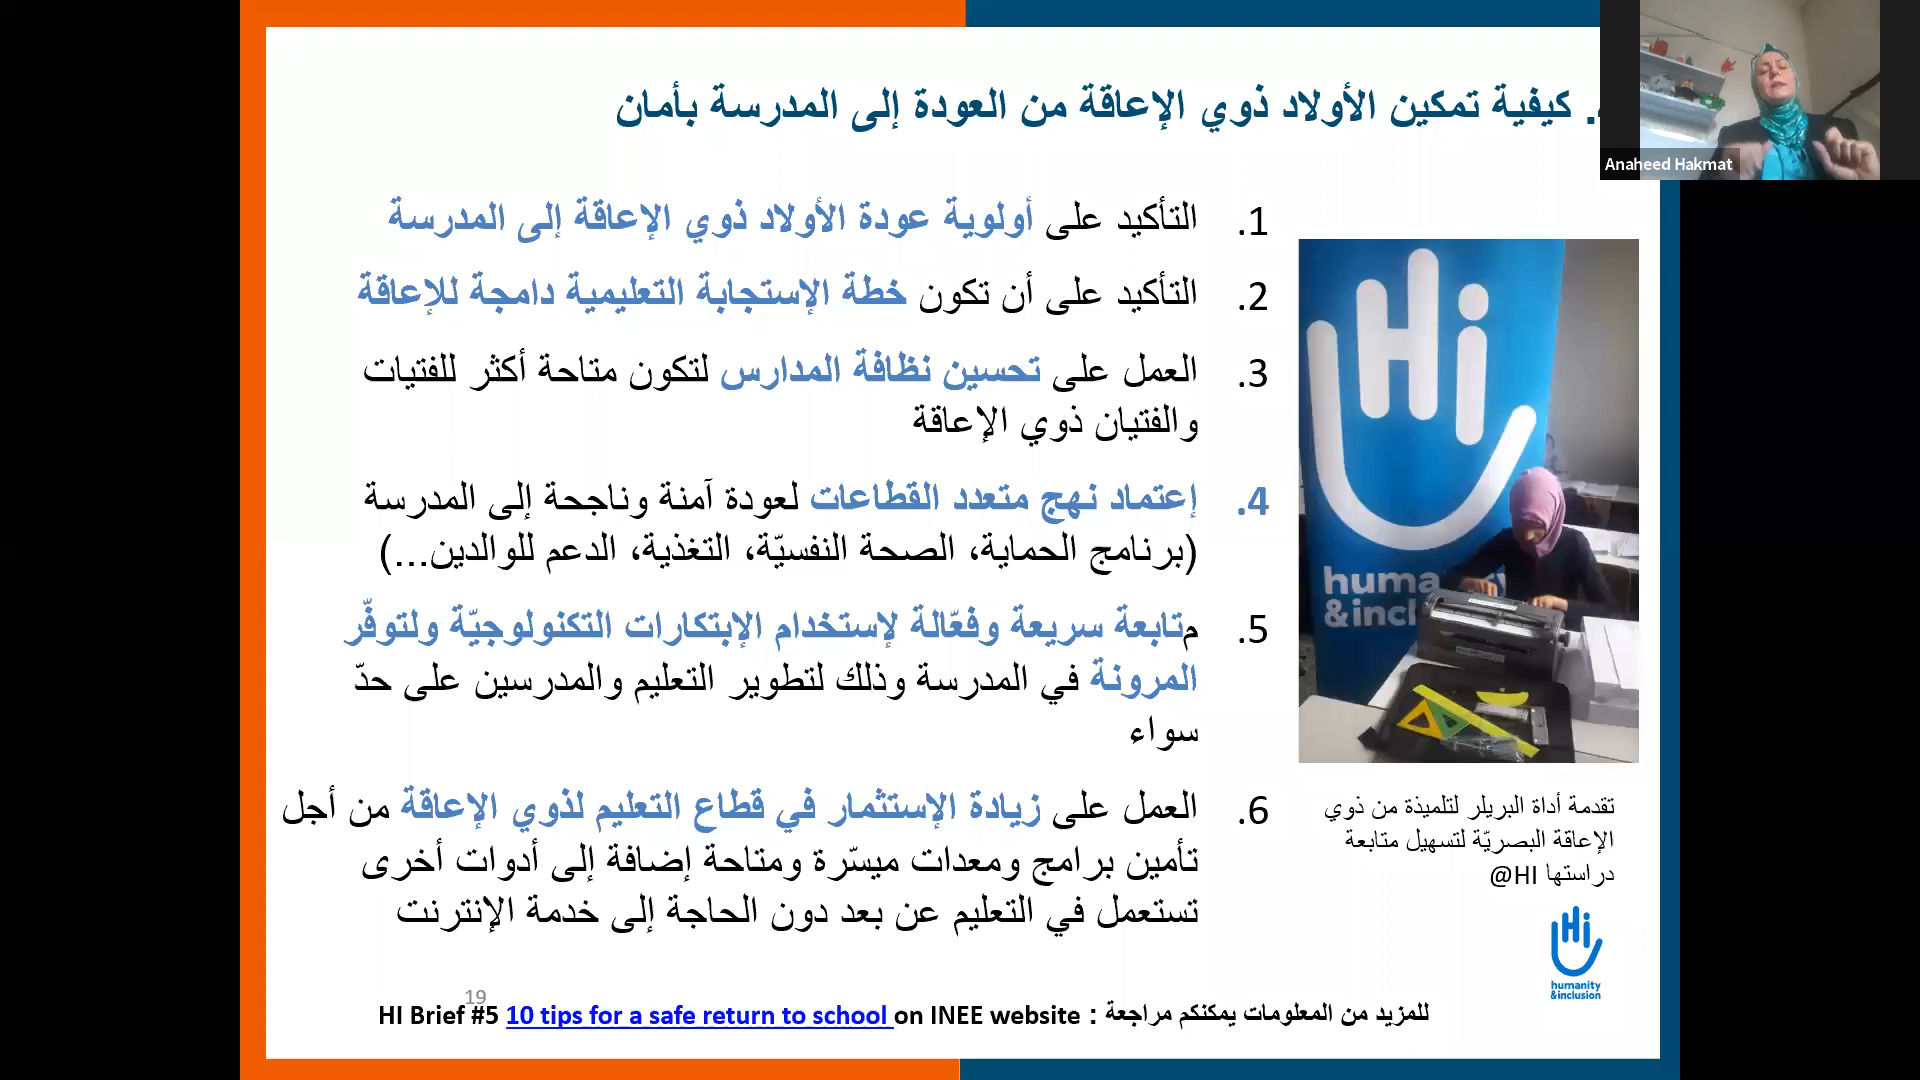 . كيفية تمكين الأولاد ذوي الإعاقة من العودة إلى المدرسة بأمان
Anaheed Hakmat
1. التأكيد على أولوية عودة الأولاد ذوي الإعاقة إلى المدرسة
2. التأكيد على أن تكون خطة الإستجابة التعليمية دامجة للإعاقة
3. العمل على تحسين نظافة المدارس لتكون متاحة أكثر للفتيات
والفتيان ذوي الإعاقة
4. إعتماد نهج متعدد القطاعات لعودة آمنة وناجحة إلى المدرسة
(برنامج الحماية، الصحة النفسيّة، التغذية، الدعم للوالدين...)
5. متابعة سريعة وفعّالة لإستخدام الإبتكارات التكنولوجيّة ولتوفّر
المرونة في المدرسة وذلك لتطوير التعليم والمدرسين على حدّ
سواء
6. العمل على زيادة الإستثمار في قطاع التعليم لذوي الإعاقة من أجل
تأمين برامج ومعدات ميسّرة ومتاحة إضافة إلى أدوات أخرى
تستعمل في التعليم عن بعد دون الحاجة إلى خدمة الإنترنت
Hi
تقدمة أداة البريلر لتلميذة من ذوي
الإعاقة البصريّة لتسهيل متابعة
دراستها HI@
Hi
humanity
&inclusion
19
للمزيد من المعلومات يمكنكم مراجعة : HI Brief #5 10 tips for a safe return to school on INEE website